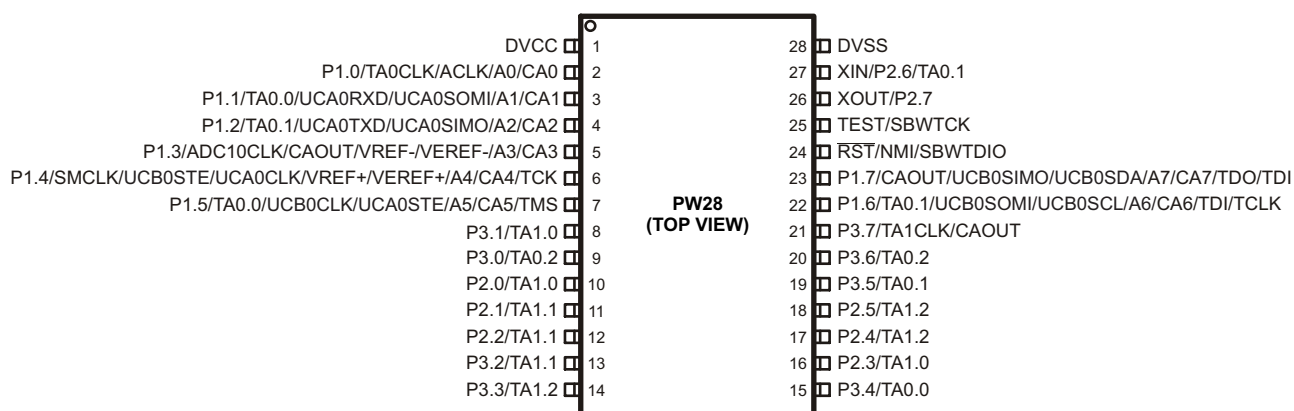 DVCC 1 28 DVSS
P1.0/TA0CLK/ACLK/A0/CA0 2 27 XIN/P2.6/TA0.1
P1.1/TA0.0/UCA0RXD/UCA0SOMI/A1/CA1 3 26 XOUT/P2.7
P1.2/TA0.1/UCA0TXD/UCA0SIMO/A2/CA2 4 25 TEST/SBWTCK
P1.3/ADC10CLK/CAOUT/VREF-/VEREF-/A3/CA3 5 24 RST/NMI/SBWTDIO
P1.4/SMCLK/UCB0STE/UCA0CLK/VREF+/VEREF+/A4/CA4/TCK 6 23 P1.7/CAOUT/UCB0SIMO/UCB0SDA/A7/CA7/TDO/TDI
P1.5/TA0.0/UCB0CLK/UCA0STE/A5/CA5/TMS 7 PW28 22 P1.6/TA0.1/UCB0SOMI/UCB0SCL/A6/CA6/TDI/TCLK
(TOP VIEW)
P3.1/TA1.0 8 21 P3.7/TA1CLK/CAOUT
P3.0/TA0.2 9 20 P3.6/TA0.2
P2.0/TA1.0 10 19 P3.5/TA0.1
P2.1/TA1.1 11 18 P2.5/TA1.2
P2.2/TA1.1 12 17 P2.4/TA1.2
P3.2/TA1.1 13 16 P2.3/TA1.0
P3.3/TA1.2 14 15 P3.4/TA0.0